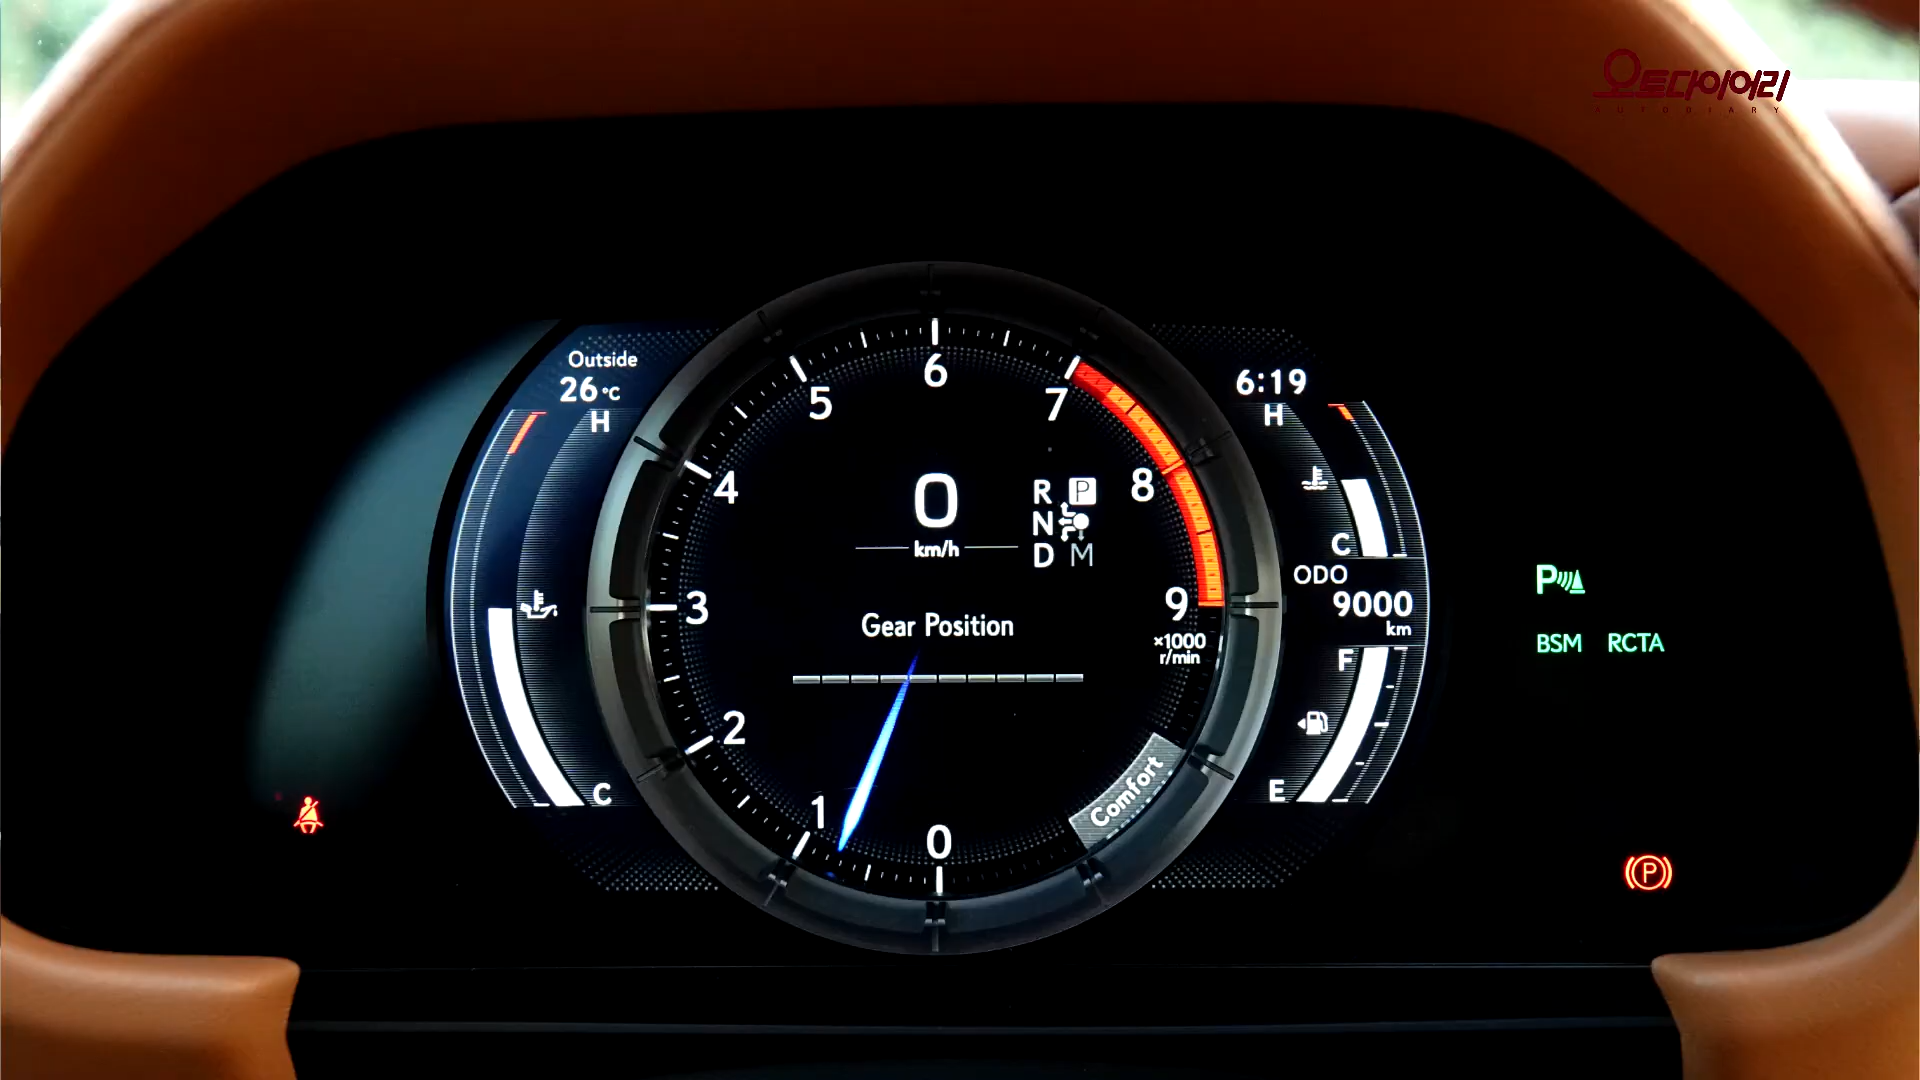 오토다이어리
AUTODIARY
Outside
26°C
H
C
6
5
7
4
8
3
9
×1000
r/min
2
1
0
0
km/h
R P
N
D M
Gear Position
Comfort
6:19
H
C
ODO
9000
km
F
E
P
BSM RCTA
P